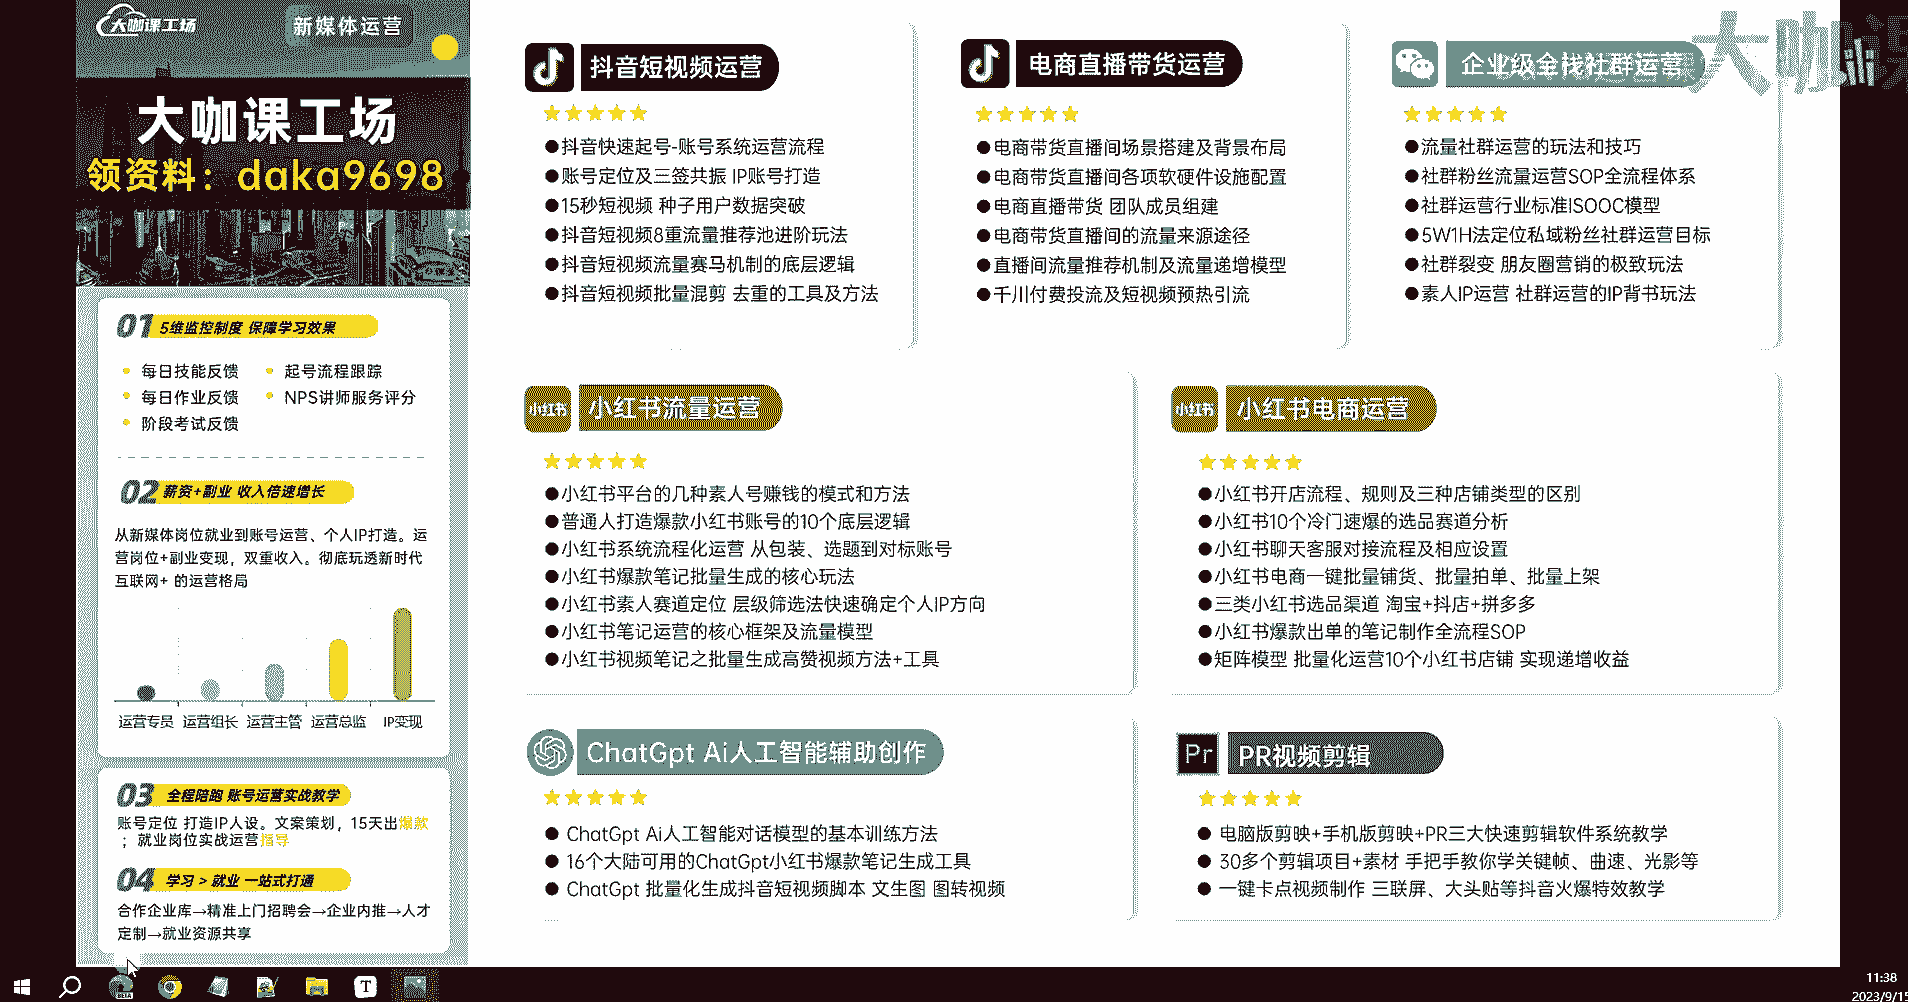 大咖课工场
新媒体运营
大咖课工场
领资料：daka9698
01 5维监控制度 保障学习效果
每日技能反馈
起号流程跟踪
每日作业反馈
NPS讲师服务评分
阶段考试反馈
02 薪资+副业 收入倍速增长
从新媒体岗位就业到账号运营、个人IP打造。运
营岗位+副业变现，双重收入。彻底玩透新时代
互联网+ 的运营格局
运营专员 运营组长 运营主管 运营总监 IP变现
03 全程陪跑 账号运营实战教学
账号定位 打造IP人设。文案策划，15天出爆款
；就业岗位实战运营指导
04 学习 > 就业 一站式打通
合作企业库→精准上门招聘会→企业内推→人才
定制→就业资源共享
抖音短视频运营
●抖音快速起号-账号系统运营流程
●账号定位及三签共振 IP账号打造
●15秒短视频 种子用户数据突破
●抖音短视频8重流量推荐池进阶玩法
●抖音短视频流量赛马机制的底层逻辑
●抖音短视频批量混剪 去重的工具及方法
电商直播带货运营
●电商带货直播间场景搭建及背景布局
●电商带货直播间各项软硬件设施配置
●电商直播带货 团队成员组建
●电商带货直播间的流量来源途径
●直播间流量推荐机制及流量递增模型
●千川付费投流及短视频预热引流
企业级全栈社群运营
大咖课
●流量社群运营的玩法和技巧
●社群粉丝流量运营SOP全流程体系
●社群运营行业标准ISOOC模型
●5W1H法定位私域粉丝社群运营目标
●社群裂变 朋友圈营销的极致玩法
●素人IP运营 社群运营的IP背书玩法
小红书
小红书流量运营
●小红书平台的几种素人号赚钱的模式和方法
●普通人打造爆款小红书账号的10个底层逻辑
●小红书系统流程化运营 从包装、选题到对标账号
●小红书爆款笔记批量生成的核心玩法
●小红书素人赛道定位 层级筛选法快速确定个人IP方向
●小红书笔记运营的核心框架及流量模型
●小红书视频笔记之批量生成高赞视频方法+工具
小红书
小红书电商运营
●小红书开店流程、规则及三种店铺类型的区别
●小红书10个冷门速爆的选品赛道分析
●小红书聊天客服对接流程及相应设置
●小红书电商一键批量铺货、批量拍单、批量上架
●三类小红书选品渠道 淘宝+抖店+拼多多
●小红书爆款出单的笔记制作全流程SOP
●矩阵模型 批量化运营10个小红书店铺 实现递增收益
ChatGpt Ai人工智能辅助创作
● ChatGpt Ai人工智能对话模型的基本训练方法
● 16个大陆可用的ChatGpt小红书爆款笔记生成工具
● ChatGpt 批量化生成抖音短视频脚本 文生图 图转视频
Pr
PR视频剪辑
● 电脑版剪映+手机版剪映+PR三大快速剪辑软件系统教学
● 30多个剪辑项目+素材 手把手教你学关键帧、曲速、光影等
● 一键卡点视频制作 三联屏、大头贴等抖音火爆特效教学
BETA
T
11:38
2023/9/15